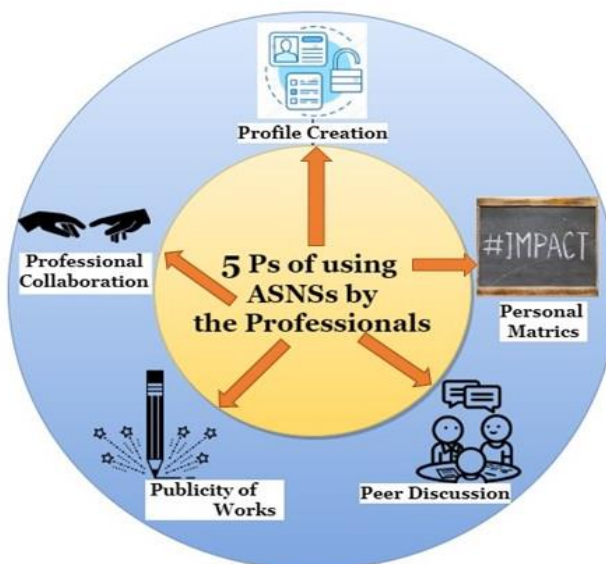 Profile Creation
5 Ps of using
ASNSs by
the Professionals
#IMPACT
Personal
Matrics
Peer Discussion
Publicity of
Works
Professional
Collaboration